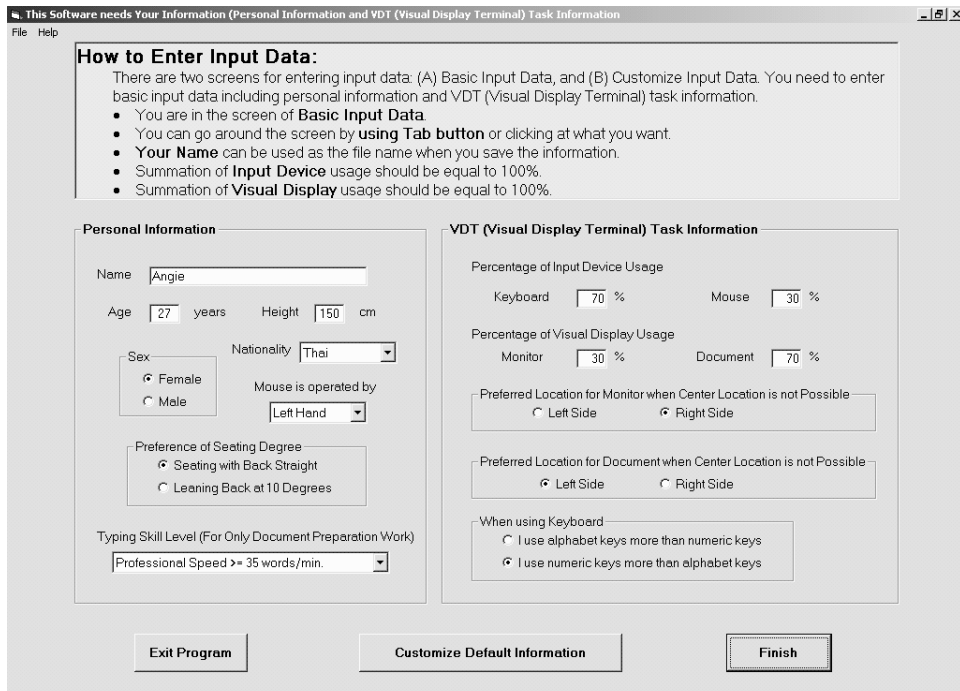 This Software needs Your Information (Personal Information and VDT (Visual Display Terminal) Task Information
File Help
How to Enter Input Data:
There are two screens for entering input data: (A) Basic Input Data, and (B) Customize Input Data. You need to enter
basic input data including personal information and VDT (Visual Display Terminal) task information.
• You are in the screen of Basic Input Data.
• You can go around the screen by using Tab button or clicking at what you want.
• Your Name can be used as the file name when you save the information.
• Summation of Input Device usage should be equal to 100%.
• Summation of Visual Display usage should be equal to 100%.
Personal Information
Name Angie
Age 27 years Height 150 cm
Nationality Thai
Sex
Female
Male
Mouse is operated by
Left Hand
Preference of Seating Degree
Seating with Back Straight
Leaning Back at 10 Degrees
Typing Skill Level (For Only Document Preparation Work)
Professional Speed >= 35 words/min.
VDT (Visual Display Terminal) Task Information
Percentage of Input Device Usage
Keyboard 70 % Mouse 30 %
Percentage of Visual Display Usage
Monitor 30 % Document 70 %
Preferred Location for Monitor when Center Location is not Possible
Left Side Right Side
Preferred Location for Document when Center Location is not Possible
Left Side Right Side
When using Keyboard
I use alphabet keys more than numeric keys
I use numeric keys more than alphabet keys
Exit Program Customize Default Information Finish